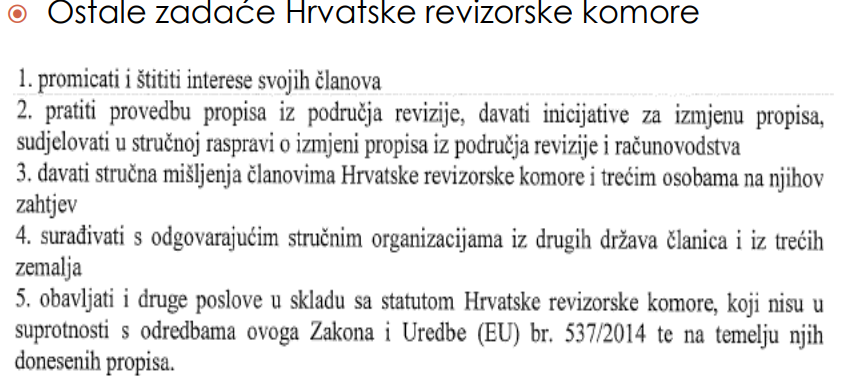 Ostale zadaće Hrvatske revizorske komore
1. promicati i štititi interese svojih članova
2. pratiti provedbu propisa iz područja revizije, davati inicijative za izmjenu propisa,
sudjelovati u stručnoj raspravi o izmjeni propisa iz područja revizije i računovodstva
3. davati stručna mišljenja članovima Hrvatske revizorske komore i trećim osobama na njihov
zahtjev
4. surađivati s odgovarajućim stručnim organizacijama iz drugih država članica i iz trećih
zemalja
5. obavljati i druge poslove u skladu sa statutom Hrvatske revizorske komore, koji nisu u
suprotnosti s odredbama ovoga Zakona i Uredbe (EU) br. 537/2014 te na temelju njih
donesenih propisa.